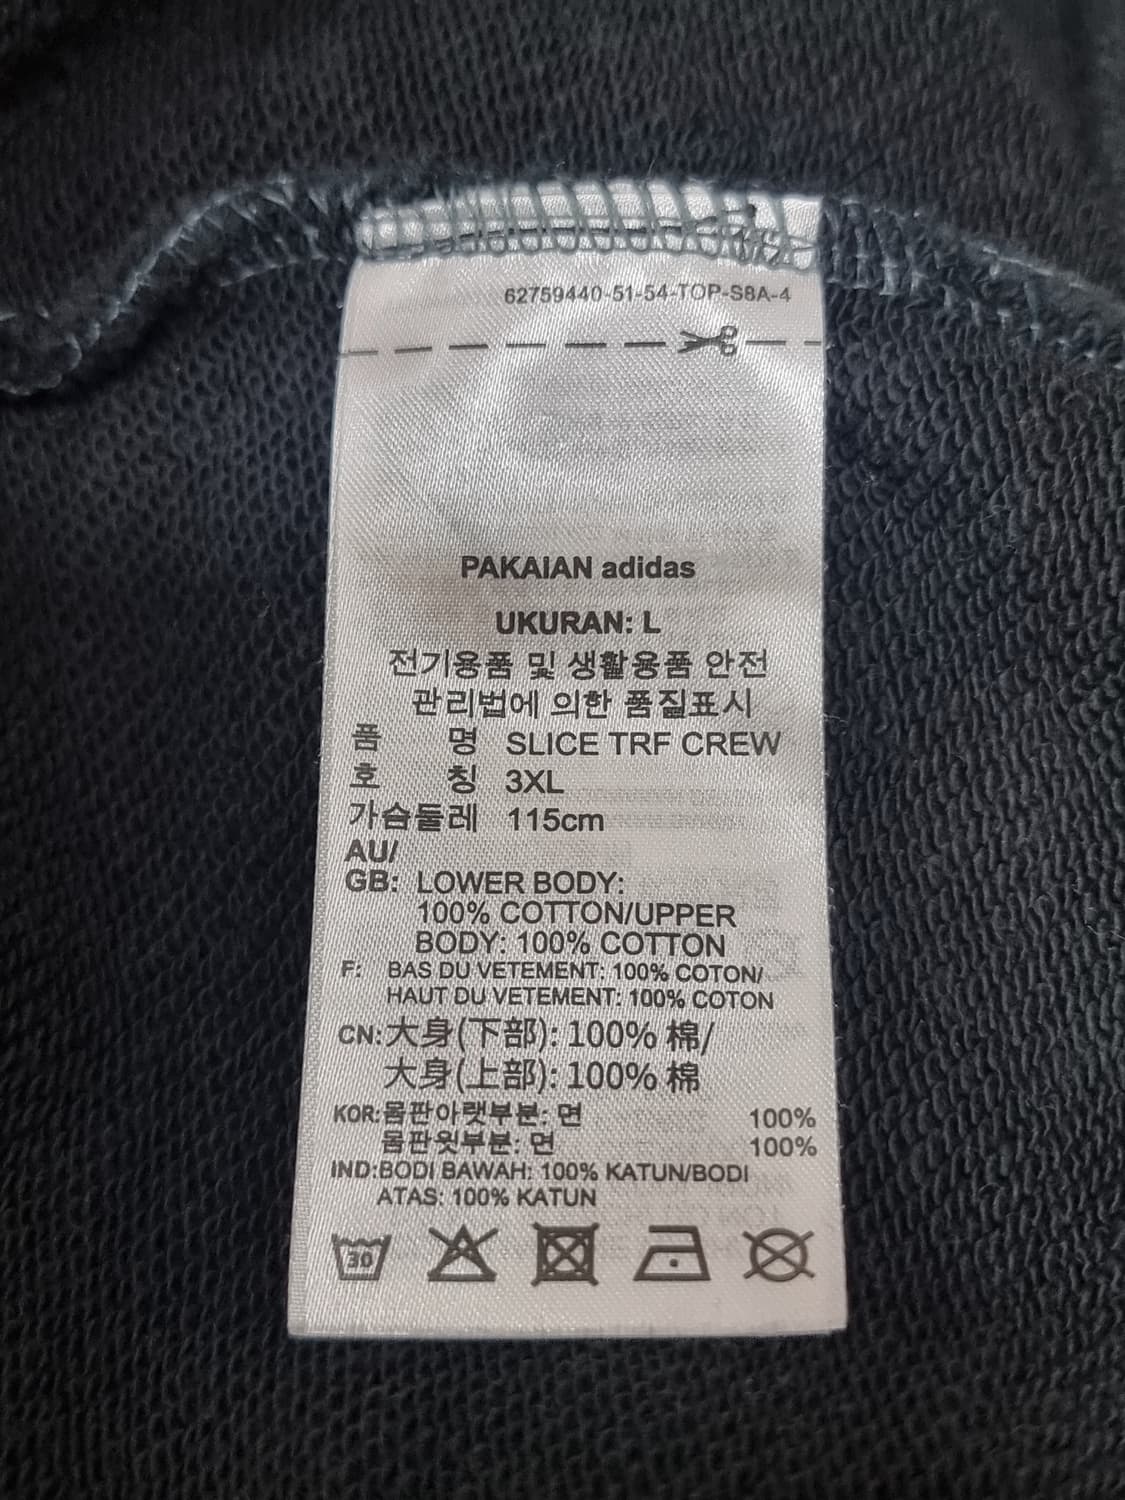 62759440-51-54-TOP-S8A-4
PAKAIAN adidas
UKURAN: L
전기용품 및 생활용품 안전
관리법에 의한 품질표시
품 명 SLICE TRF CREW
호 칭 3XL
가슴둘레 115cm
AU/
GB: LOWER BODY:
100% COTTON/UPPER
BODY: 100% COTTON
F: BAS DU VETEMENT: 100% COTON/
HAUT DU VETEMENT: 100% COTON
CN:大身(下部): 100% 棉/
大身(上部): 100% 棉
KOR:몸판아랫부분: 면 100%
몸판윗부분: 면 100%
IND:BODI BAWAH: 100% KATUN/BODI
ATAS: 100% KATUN
30